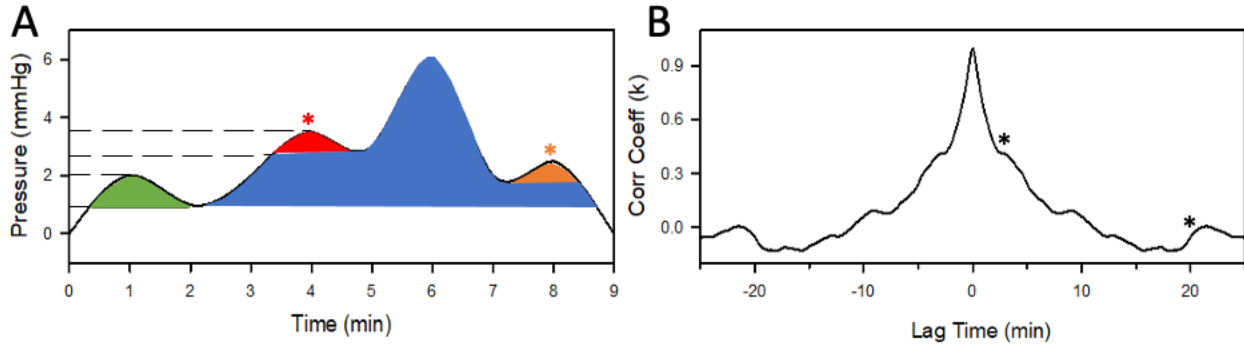 A
Pressure (mmHg)
6
4
2
0
*
*
0 1 2 3 4 5 6 7 8 9
Time (min)
B
Corr Coeff (k)
0.9
0.6
0.3
0.0
*
*
-20 -10 0 10 20
Lag Time (min)